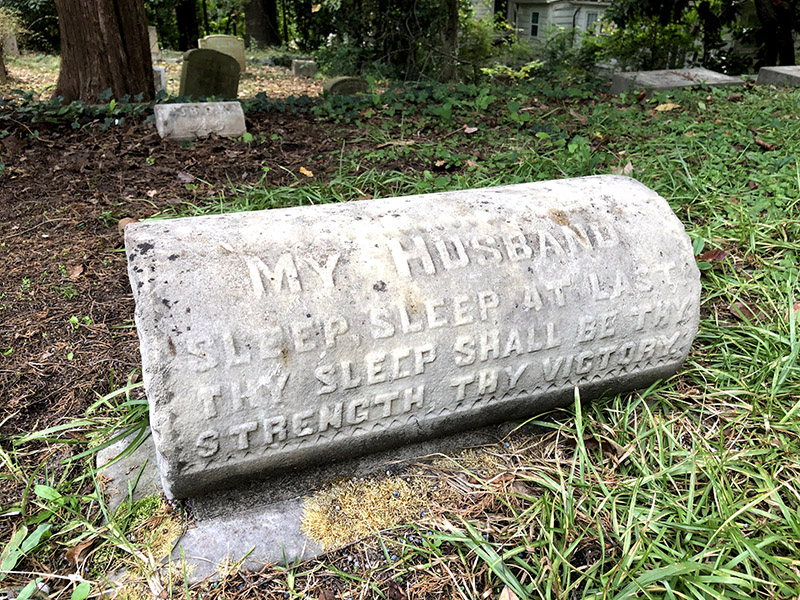 MY HUSBAND
SLEEP, SLEEP AT LAST
THY SLEEP SHALL BE THY
STRENGTH, THY VICTORY.